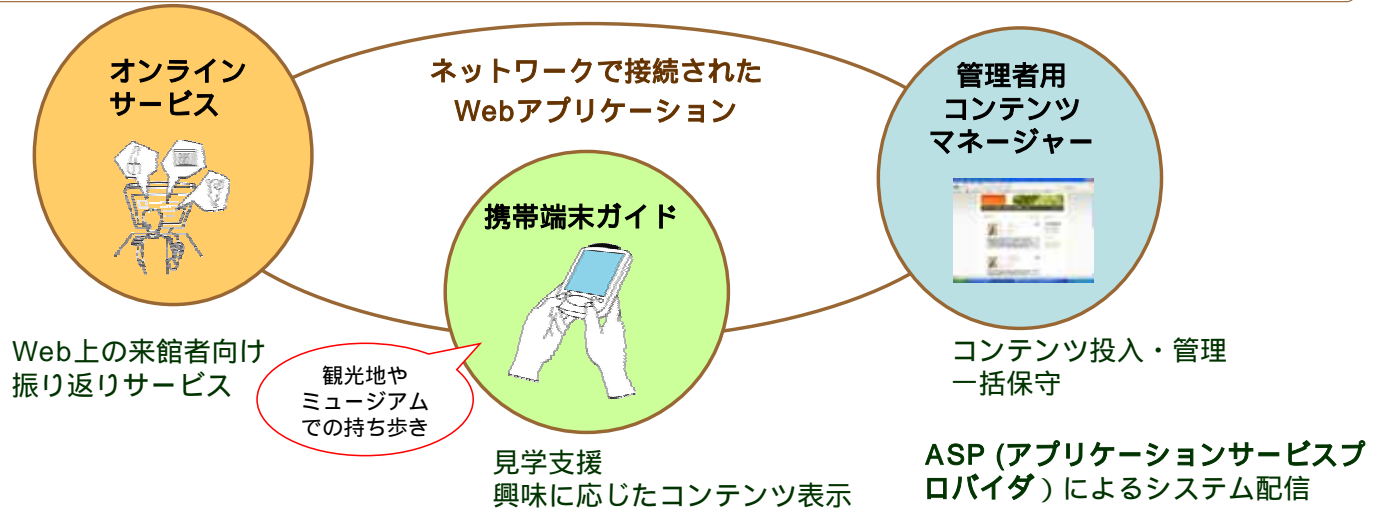 オンライン
サービス
ネットワークで接続された
Webアプリケーション
管理者用
コンテンツ
マネージャー
携帯端末ガイド
Web上の来館者向け
振り返りサービス
観光地や
ミュージアム
での持ち歩き
見学支援
興味に応じたコンテンツ表示
コンテンツ投入・管理
一括保守
ASP (アプリケーションサービスプ
ロバイダ）によるシステム配信